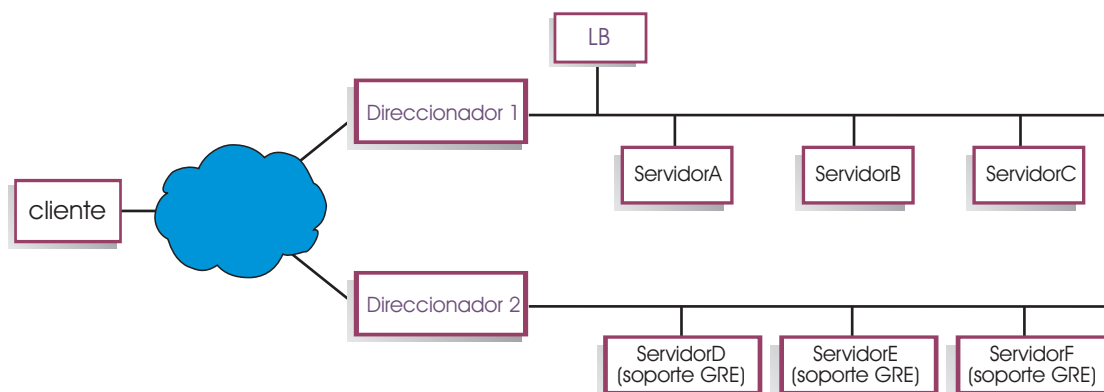 LB
Direccionador 1
ServidorA
ServidorB
ServidorC
cliente
Direccionador 2
ServidorD
(soporte GRE)
ServidorE
(soporte GRE)
ServidorF
(soporte GRE)